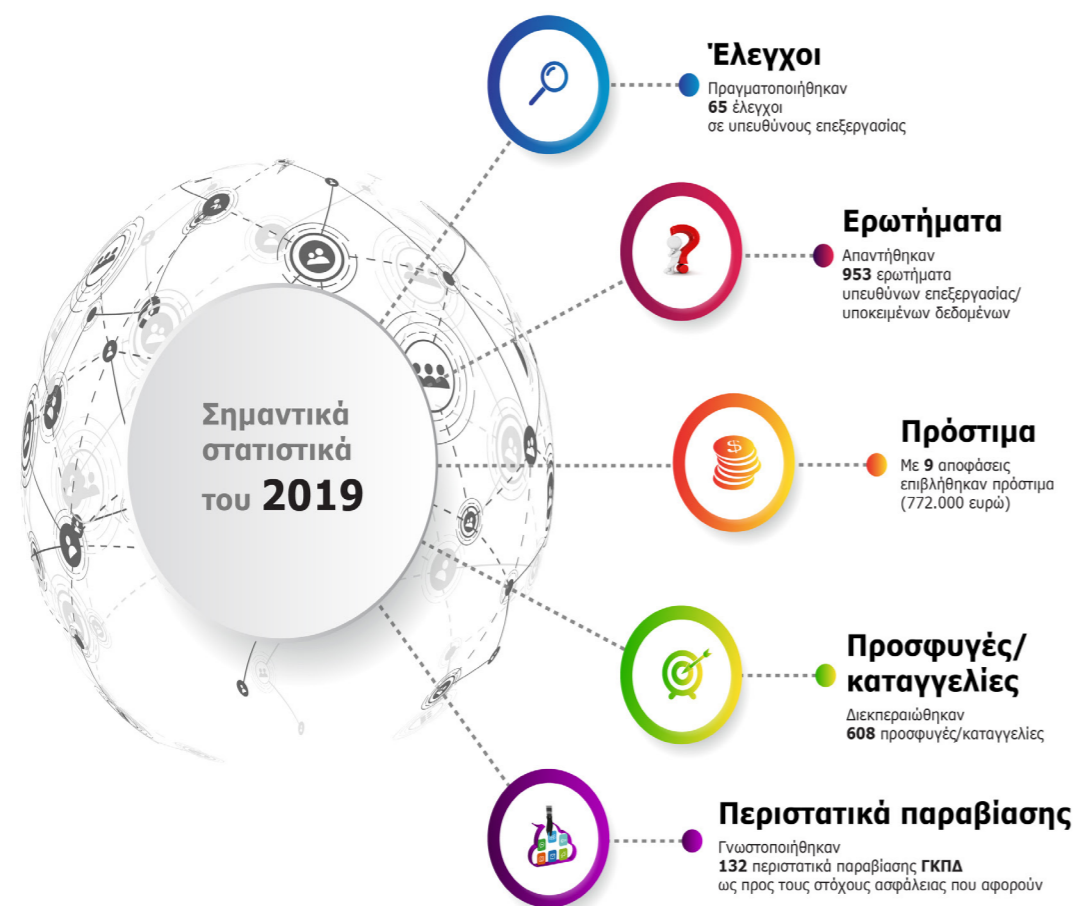 Έλεγχοι
Πραγματοποιήθηκαν
65 έλεγχοι
σε υπευθύνους επεξεργασίας
Ερωτήματα
Απαντήθηκαν
953 ερωτήματα
υπευθύνων επεξεργασίας/
υποκειμένων δεδομένων
Σημαντικά
στατιστικά
του 2019
Πρόστιμα
Με 9 αποφάσεις
επιβλήθηκαν πρόστιμα
(772.000 ευρώ)
Προσφυγές/
καταγγελίες
Διεκπεραιώθηκαν
608 προσφυγές/καταγγελίες
Περιστατικά παραβίασης
Γνωστοποιήθηκαν
132 περιστατικά παραβίασης ΓΚΠΔ
ως προς τους στόχους ασφάλειας που αφορούν